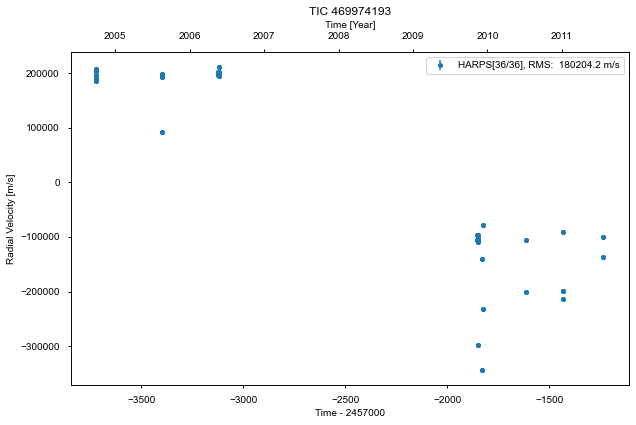 TIC 469974193
Time [Year]
2005 2006 2007 2008 2009 2010 2011
HARPS[36/36], RMS: 180204.2 m/s
Radial Velocity [m/s]
200000
100000
0
−100000
−200000
−300000
−3500 −3000 −2500 −2000 −1500
Time - 2457000